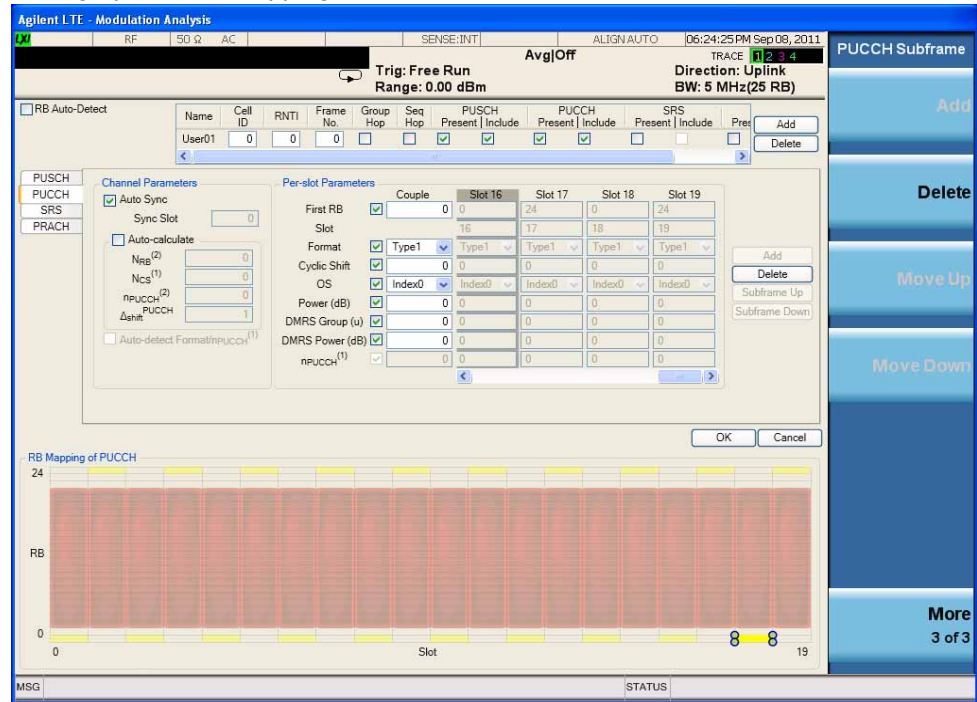 Agilent LTE - Modulation Analysis
LXI RF 50 Ω AC SENSE:INT ALIGN AUTO 06:24:25 PM Sep 08, 2011
Trig: Free Run Avg|Off TRACE 1 2 3 4
Range: 0.00 dBm Direction: Uplink
BW: 5 MHz(25 RB)
PUCCH Subframe
Add
Delete
Move Up
Move Down
More
3 of 3
RB Auto-Detect
Name Cell ID RNTI Frame No. Group Hop Seq Hop PUSCH Present | Include PUCCH Present | Include SRS Present | Include Pres
User01 0 0 0
Add
Delete
PUSCH
PUCCH
SRS
PRACH
Channel Parameters
Auto Sync
Sync Slot 0
Auto-calculate
NRB(2) 0
NCS(1) 0
nPUCCH(2) 0
ΔshiftPUCCH 1
Auto-detect Format/nPUCCH(1)
Per-slot Parameters
Couple Slot 16 Slot 17 Slot 18 Slot 19
First RB 0 0 24 0 24
Slot 16 17 18 19
Format Type1 Type1 Type1 Type1 Type1
Cyclic Shift 0 0 0 0 0
OS Index0 Index0 Index0 Index0 Index0
Power (dB) 0 0 0 0 0
DMRS Group (u) 0 0 0 0 0
DMRS Power (dB) 0 0 0 0 0
nPUCCH(1) 0 0 0 0 0
Add
Delete
Subframe Up
Subframe Down
OK Cancel
RB Mapping of PUCCH
24
RB
0
0 Slot 19
MSG STATUS